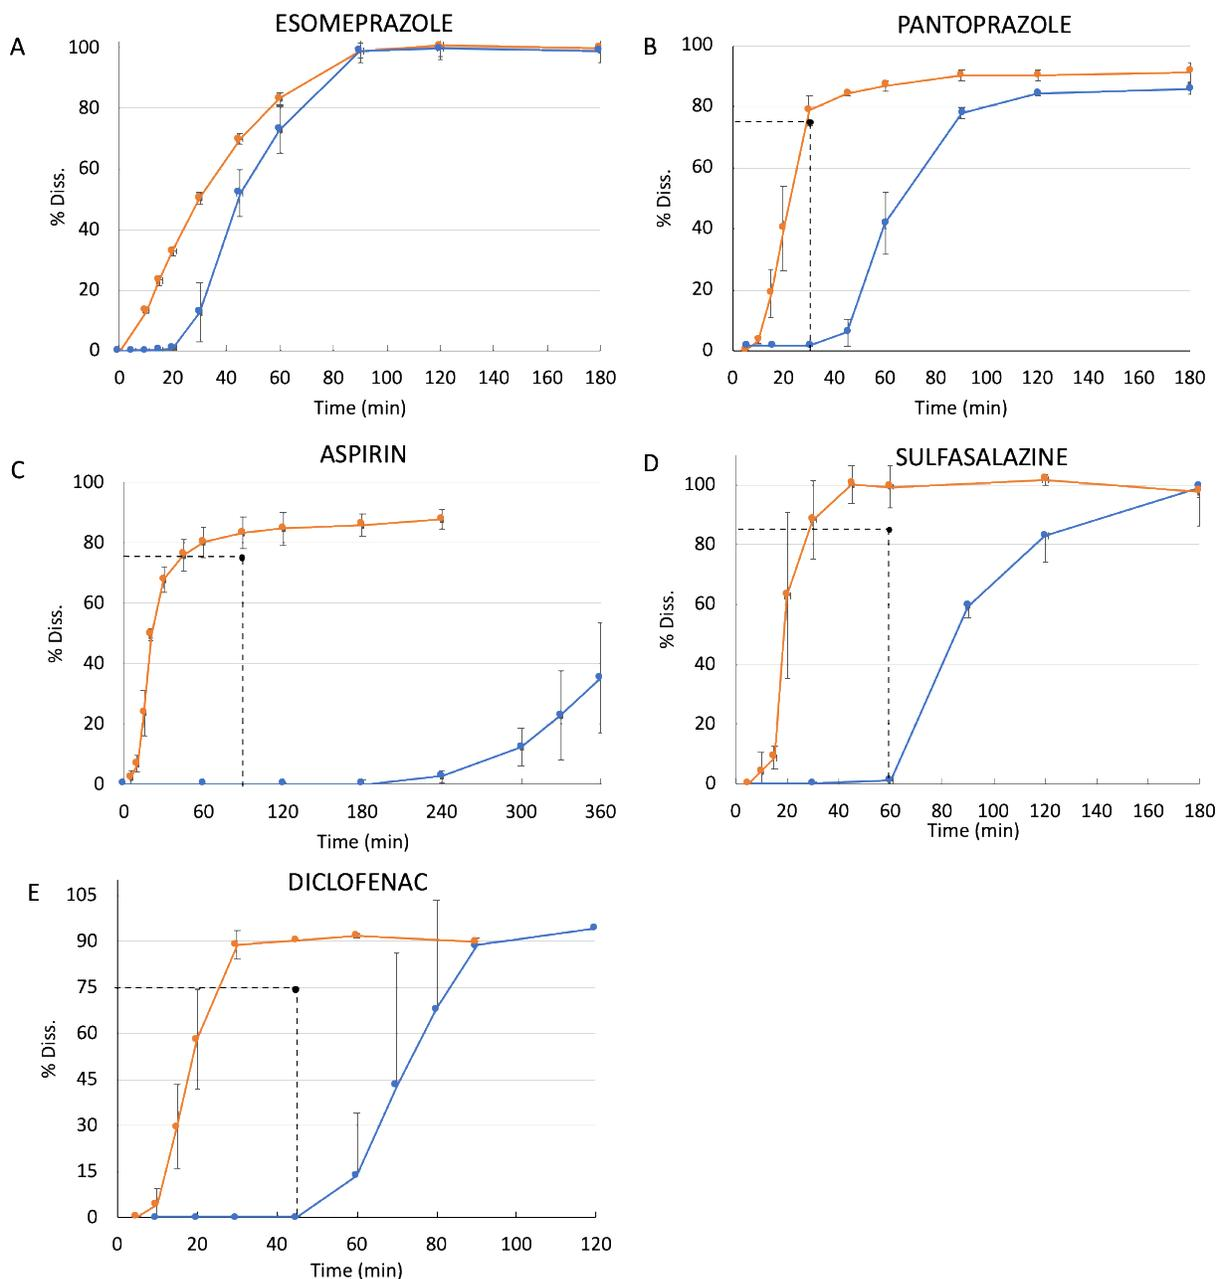 A
ESOMEPRAZOLE
% Diss.
100
80
60
40
20
0
0 20 40 60 80 100 120 140 160 180
Time (min)
B
PANTOPRAZOLE
% Diss.
100
80
60
40
20
0
0 20 40 60 80 100 120 140 160 180
Time (min)
C
ASPIRIN
% Diss.
100
80
60
40
20
0
0 60 120 180 240 300 360
Time (min)
D
SULFASALAZINE
% Diss.
100
80
60
40
20
0
0 20 40 60 80 100 120 140 160 180
Time (min)
E
DICLOFENAC
% Diss.
105
90
75
60
45
30
15
0
0 20 40 60 80 100 120
Time (min)